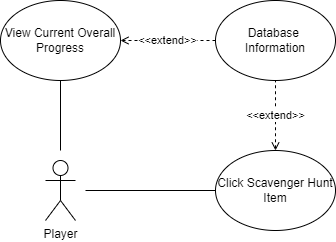 View Current Overall
Progress
<<extend>>
Database
Information
<<extend>>
Click Scavenger Hunt
Item
Player